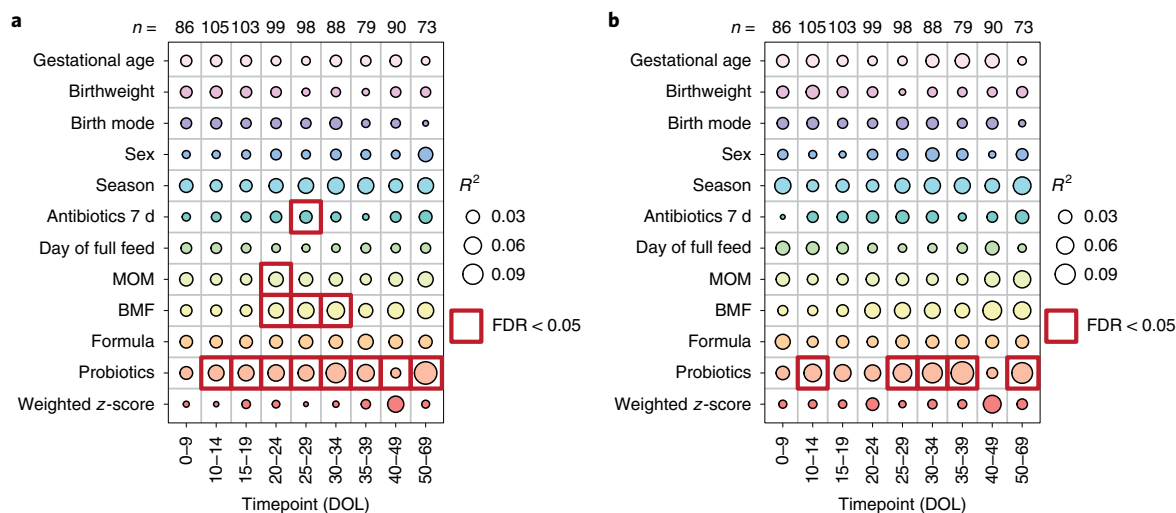 a
n = 86 105 103 99 98 88 79 90 73
Gestational age
Birthweight
Birth mode
Sex
Season
Antibiotics 7 d
Day of full feed
MOM
BMF
Formula
Probiotics
Weighted z-score
0–9 10–14 15–19 20–24 25–29 30–34 35–39 40–49 50–69
Timepoint (DOL)
R²
0.03
0.06
0.09
FDR < 0.05
b
n = 86 105 103 99 98 88 79 90 73
Gestational age
Birthweight
Birth mode
Sex
Season
Antibiotics 7 d
Day of full feed
MOM
BMF
Formula
Probiotics
Weighted z-score
0–9 10–14 15–19 20–24 25–29 30–34 35–39 40–49 50–69
Timepoint (DOL)
R²
0.03
0.06
0.09
FDR < 0.05